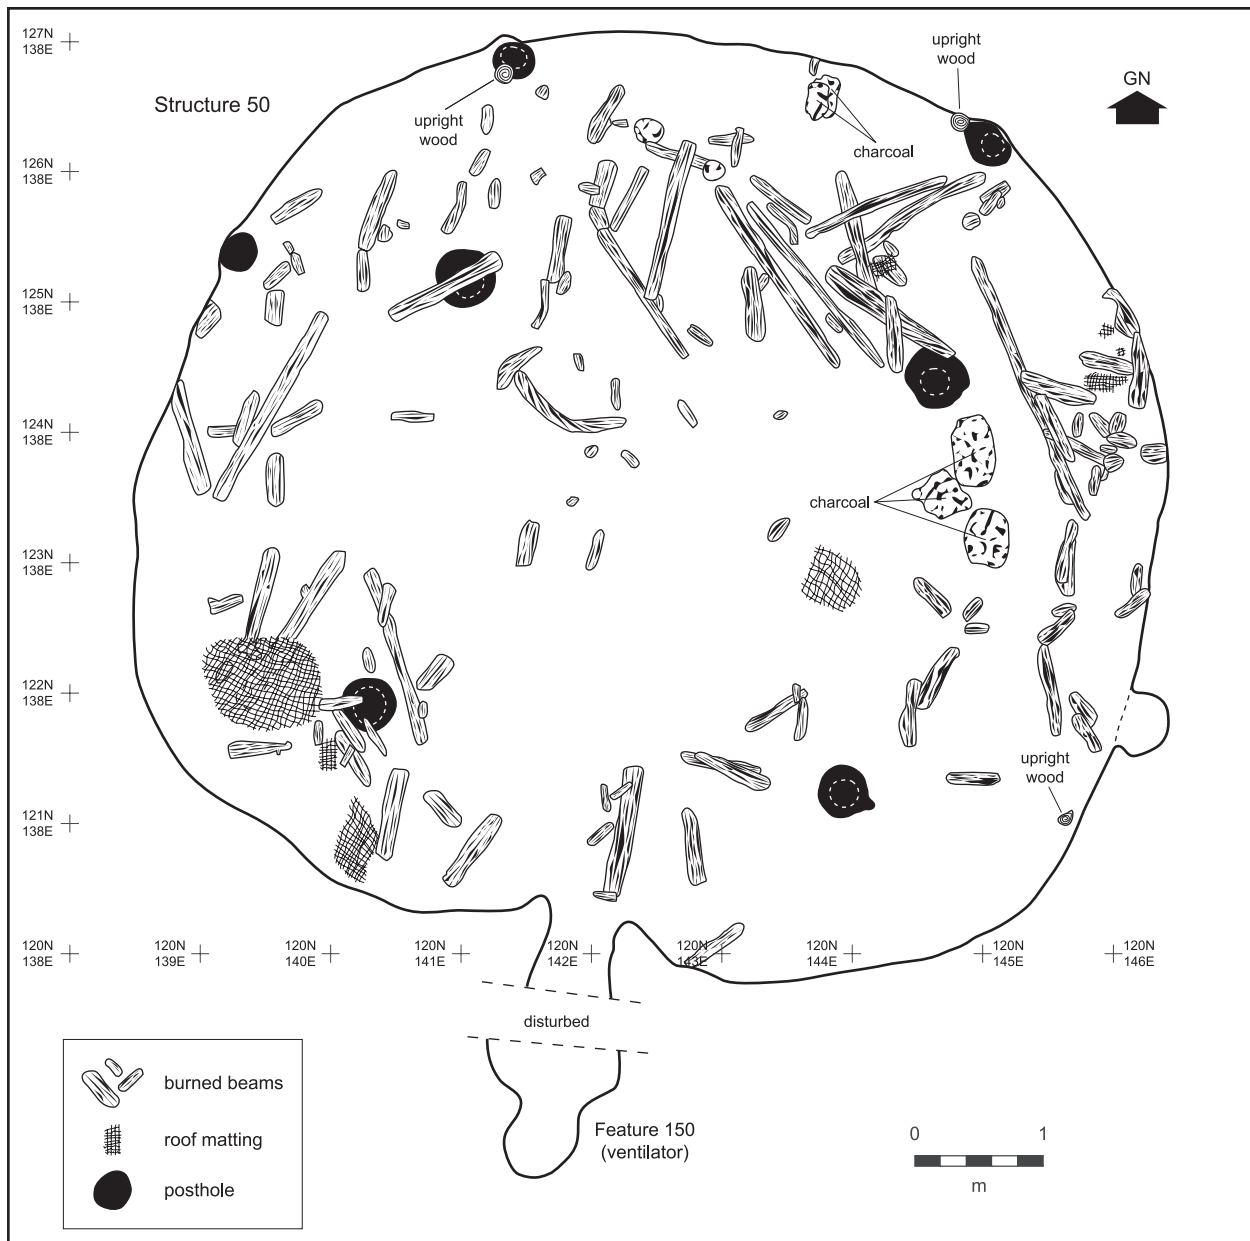 127N
138E
upright
wood
GN
Structure 50
upright
wood
charcoal
126N
138E
125N
138E
124N
138E
charcoal
123N
138E
122N
138E
upright
wood
121N
138E
120N
138E
120N
139E
120N
140E
120N
141E
120N
142E
120N
143E
120N
144E
120N
145E
120N
146E
disturbed
burned beams
roof matting
posthole
Feature 150
(ventilator)
0 1
m